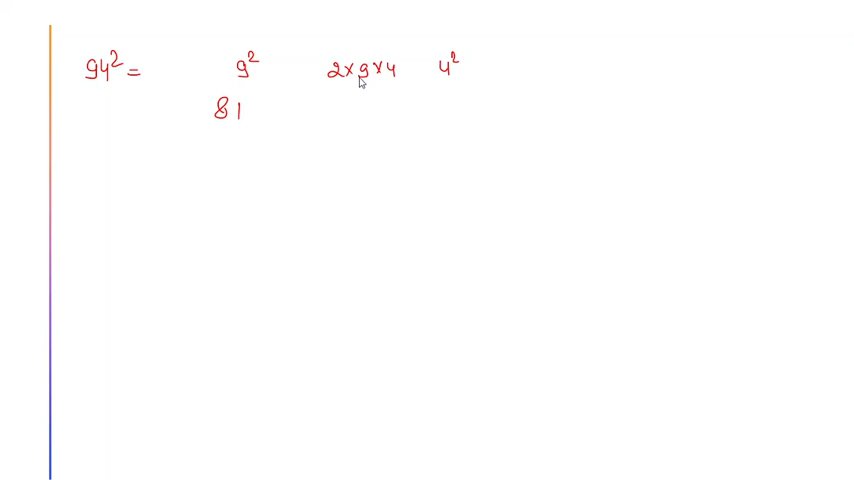 94² = 9² 2×9×4 4²
81